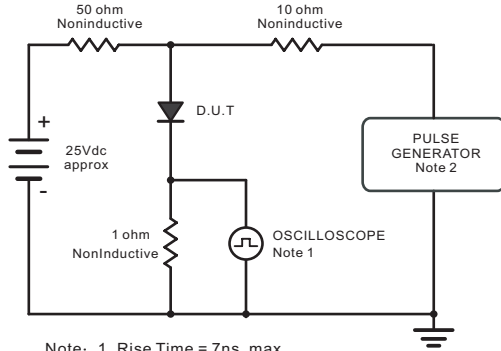 50 ohm
Noninductive
10 ohm
Noninductive
D.U.T
+
25Vdc
approx
-
PULSE
GENERATOR
Note 2
1 ohm
NonInductive
OSCILLOSCOPE
Note 1
Note: 1. Rise Time = 7ns, max.